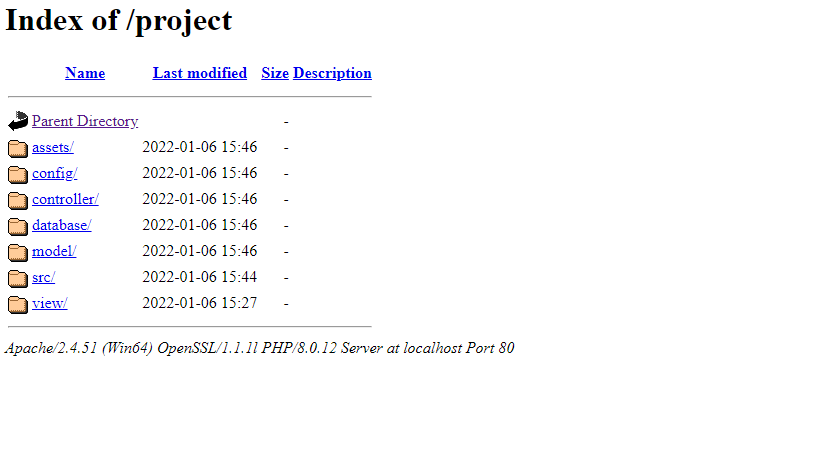 Index of /project
Name Last modified Size Description
Parent Directory -
assets/ 2022-01-06 15:46 -
config/ 2022-01-06 15:46 -
controller/ 2022-01-06 15:46 -
database/ 2022-01-06 15:46 -
model/ 2022-01-06 15:46 -
src/ 2022-01-06 15:44 -
view/ 2022-01-06 15:27 -
Apache/2.4.51 (Win64) OpenSSL/1.1.1l PHP/8.0.12 Server at localhost Port 80